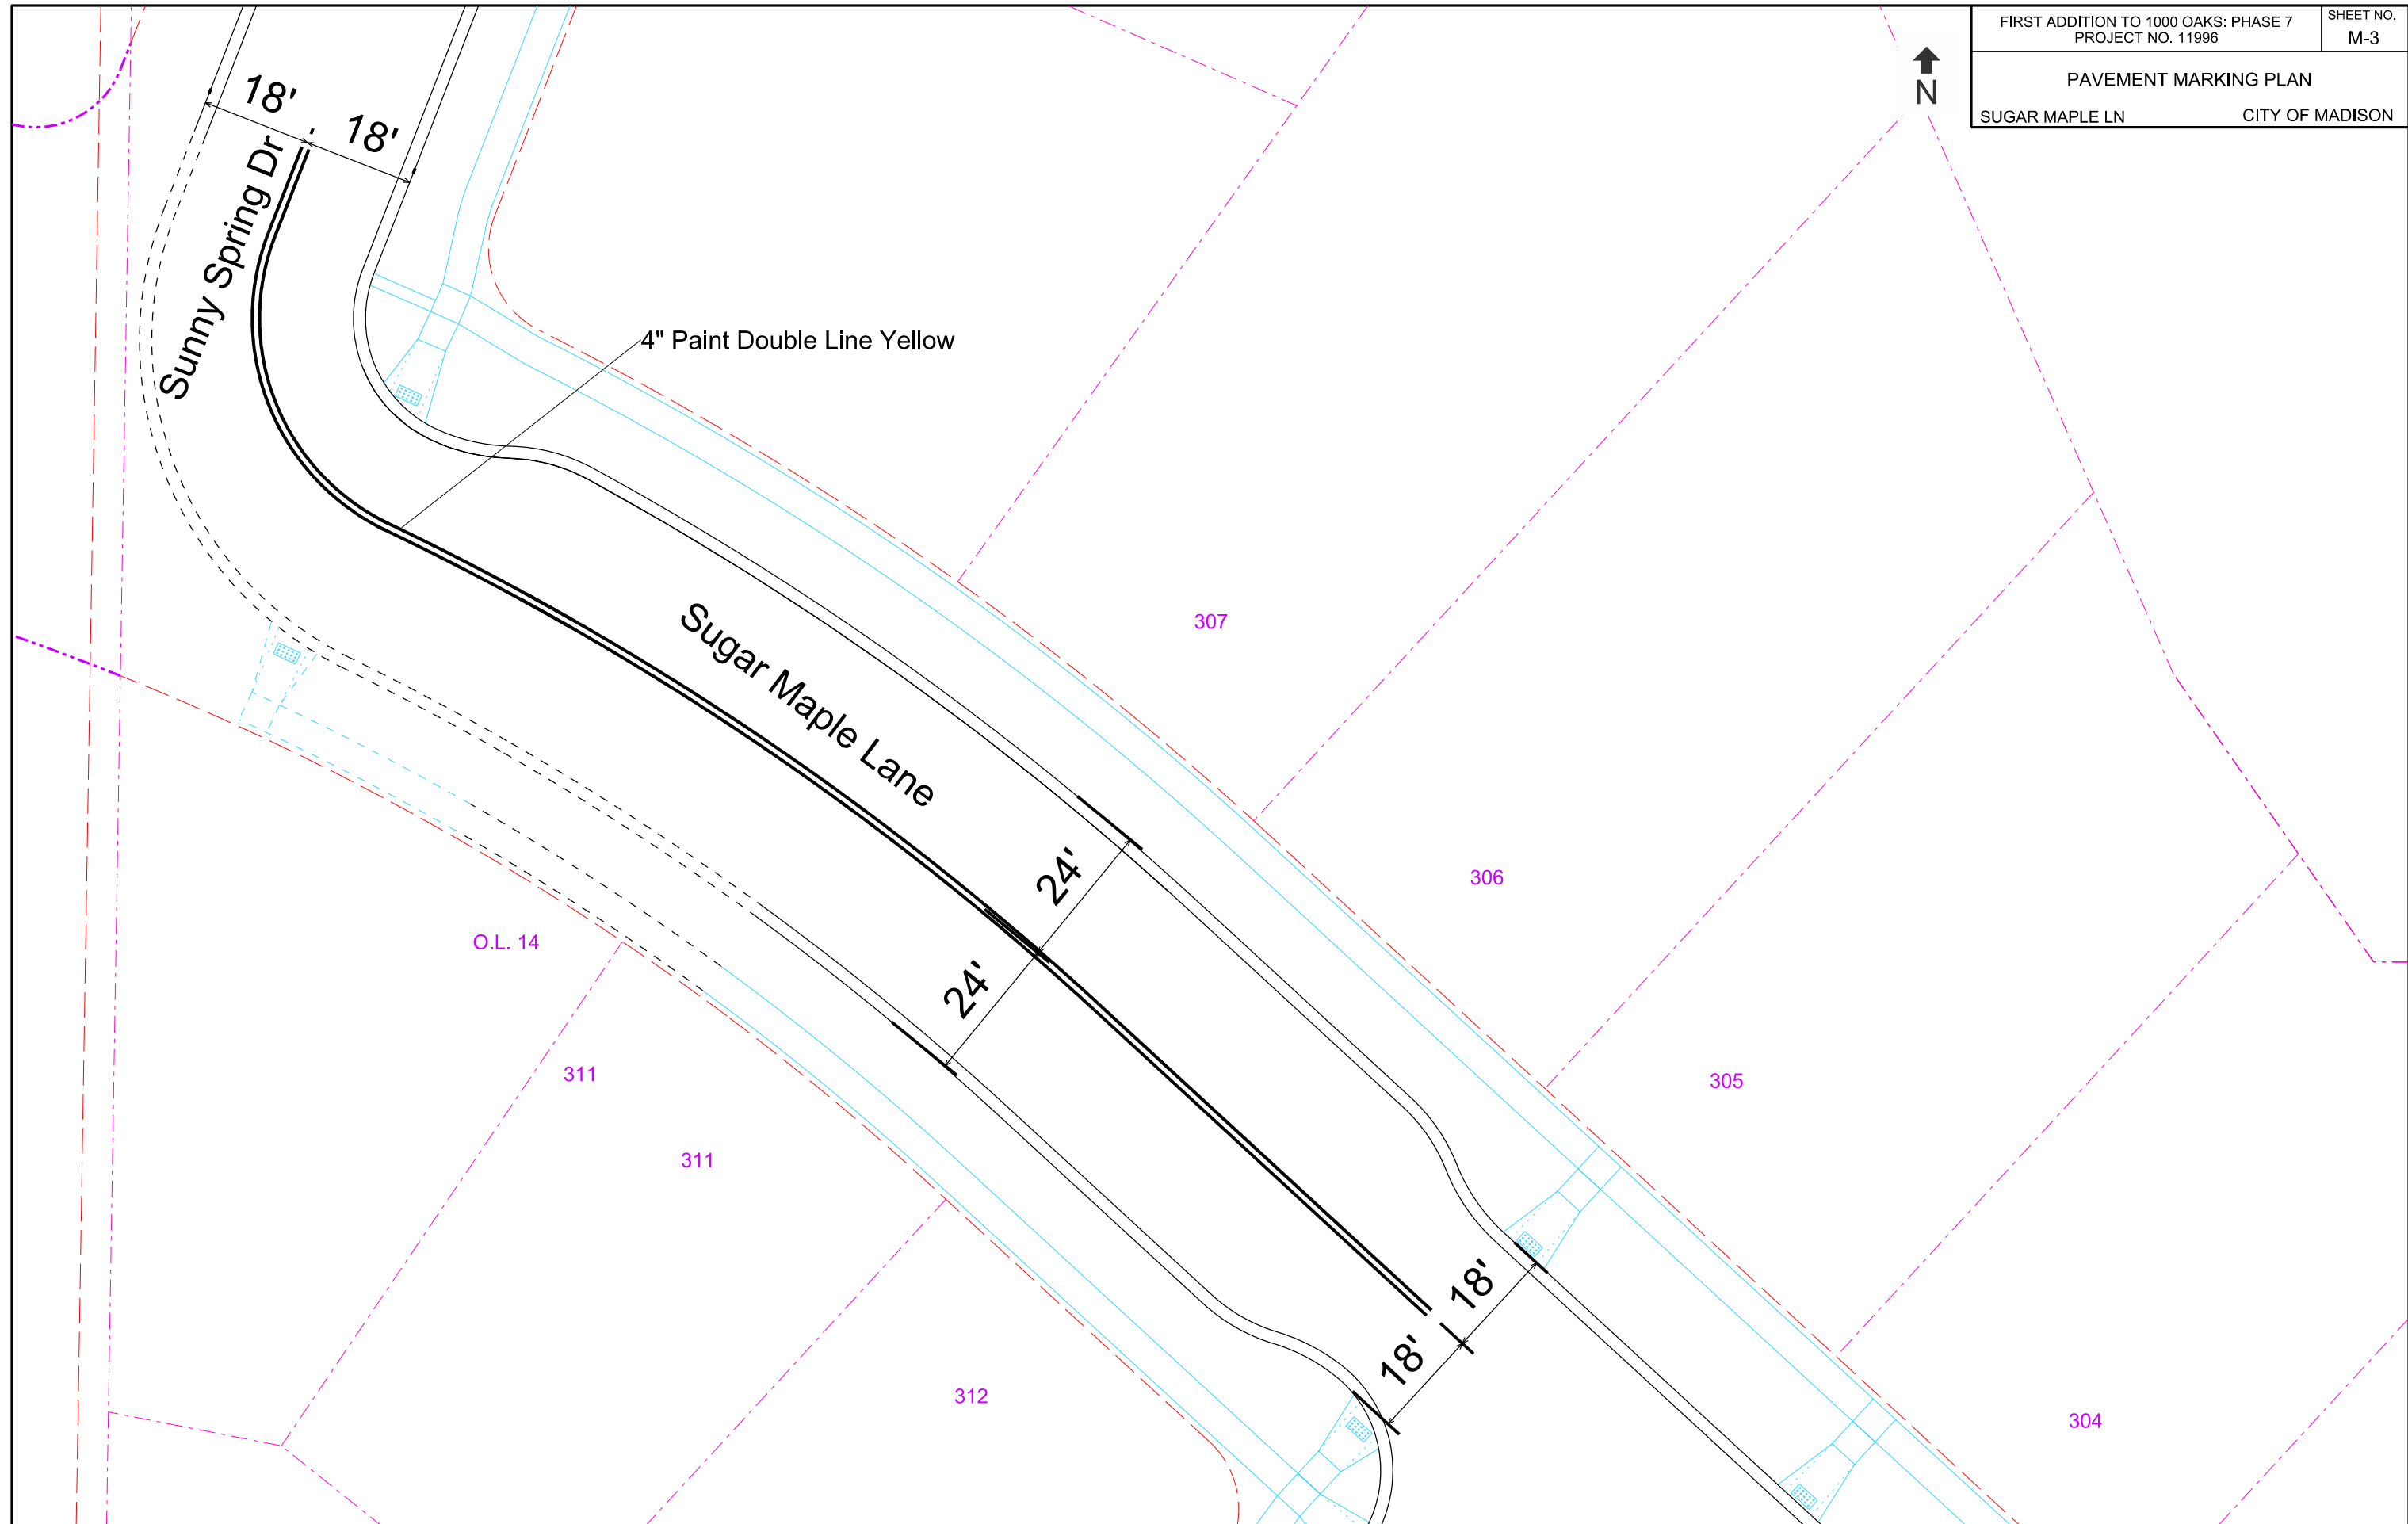 FIRST ADDITION TO 1000 OAKS: PHASE 7
PROJECT NO. 11996
SHEET NO.
M-3
PAVEMENT MARKING PLAN
SUGAR MAPLE LN
CITY OF MADISON
N
18'
18'
Sunny Spring Dr
4" Paint Double Line Yellow
Sugar Maple Lane
307
24'
306
24'
O.L. 14
311
305
311
18'
18'
312
304